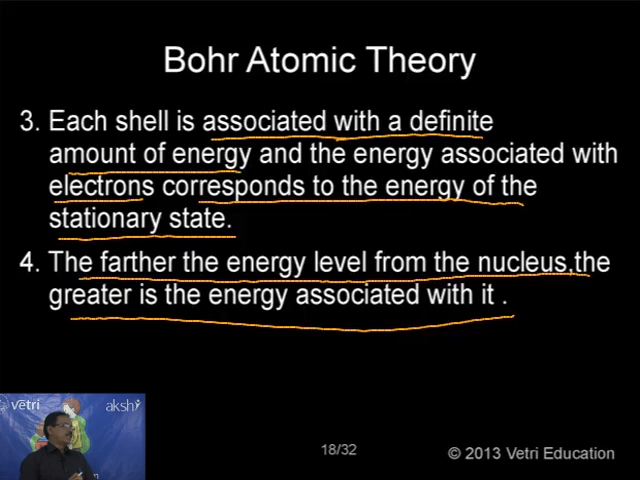 Bohr Atomic Theory
3. Each shell is associated with a definite
amount of energy and the energy associated with
electrons corresponds to the energy of the
stationary state.
4. The farther the energy level from the nucleus,the
greater is the energy associated with it .
vetri
akshy
18/32
© 2013 Vetri Education